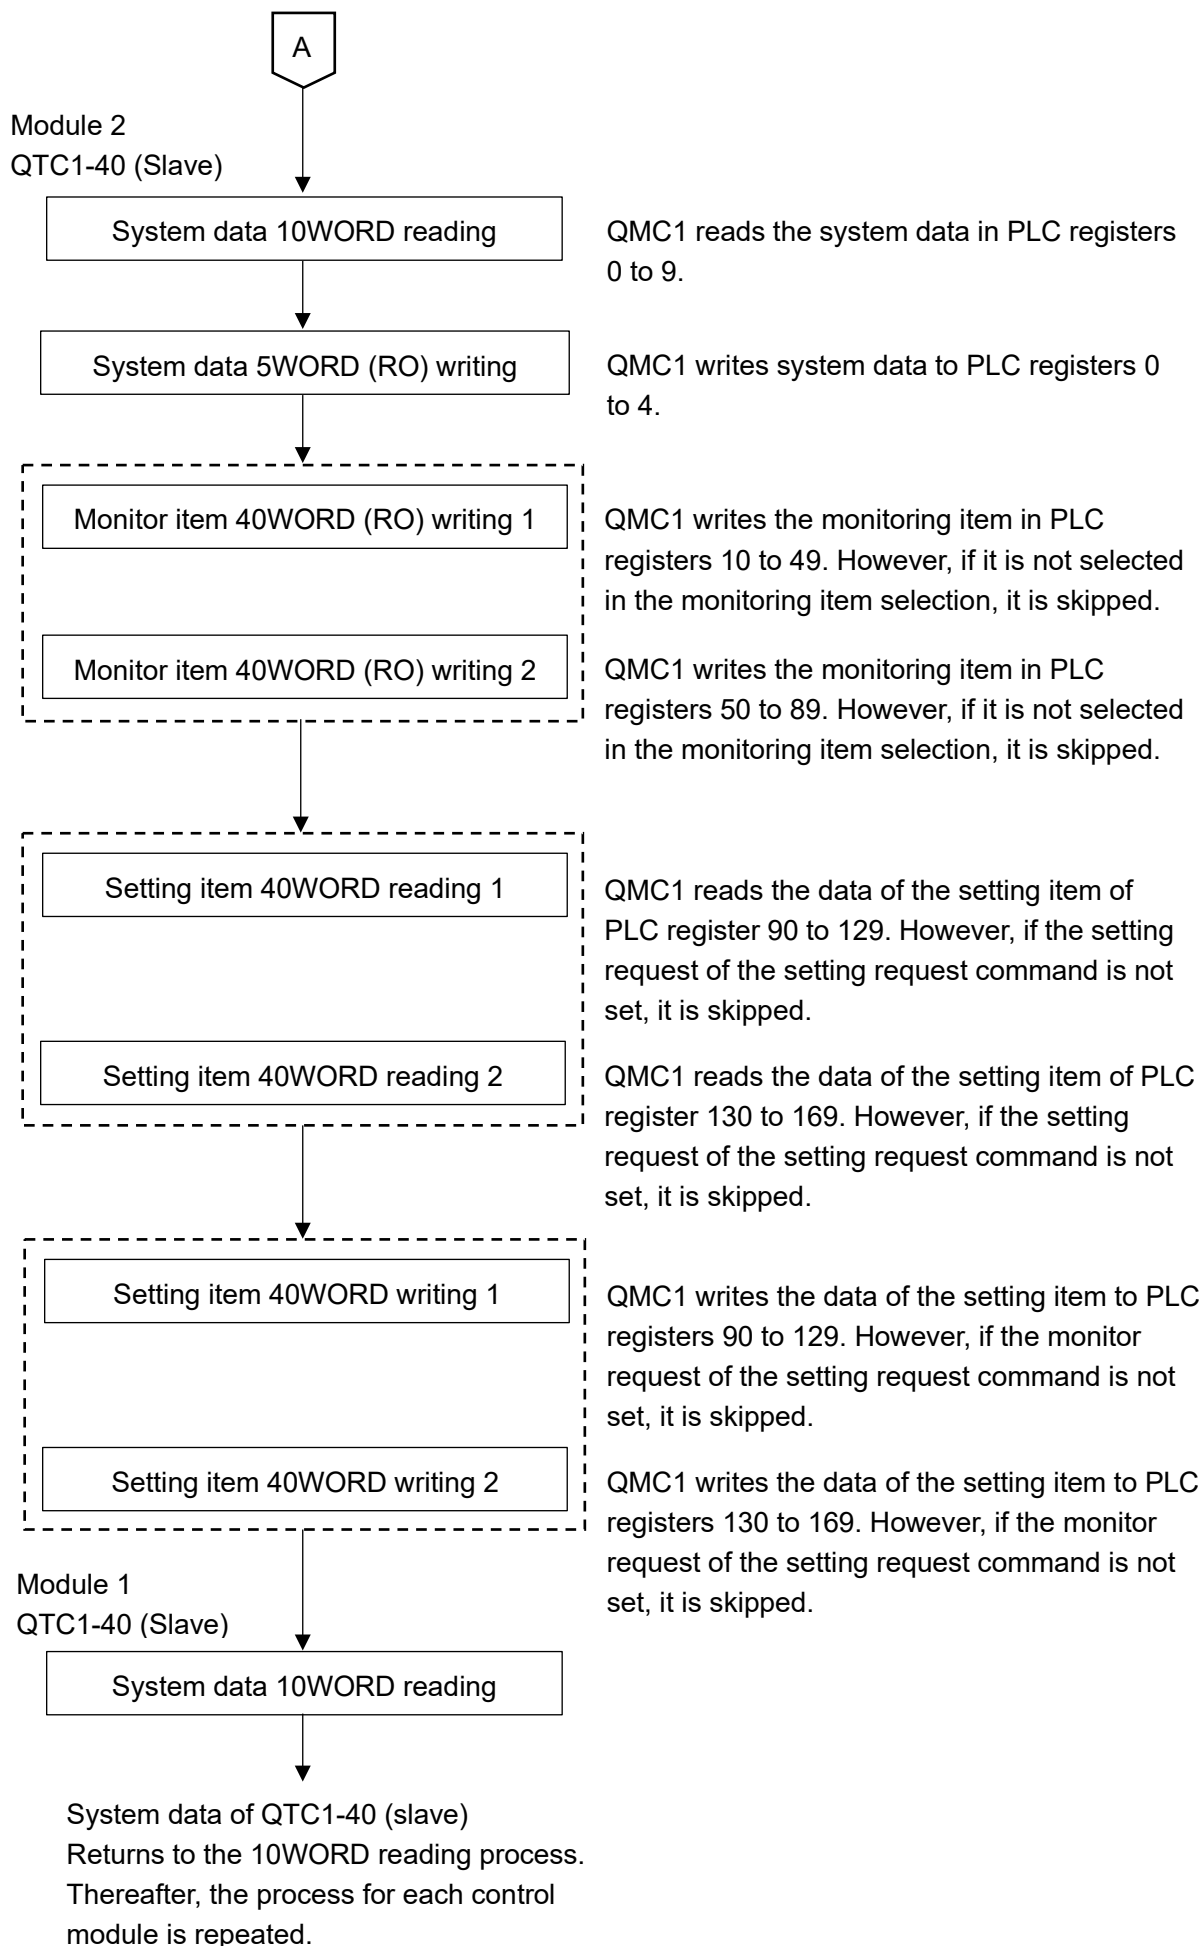 A
Module 2
QTC1-40 (Slave)
System data 10WORD reading
QMC1 reads the system data in PLC registers
0 to 9.
System data 5WORD (RO) writing
QMC1 writes system data to PLC registers 0
to 4.
Monitor item 40WORD (RO) writing 1
QMC1 writes the monitoring item in PLC
registers 10 to 49. However, if it is not selected
in the monitoring item selection, it is skipped.
Monitor item 40WORD (RO) writing 2
QMC1 writes the monitoring item in PLC
registers 50 to 89. However, if it is not selected
in the monitoring item selection, it is skipped.
Setting item 40WORD reading 1
QMC1 reads the data of the setting item of
PLC register 90 to 129. However, if the setting
request of the setting request command is not
set, it is skipped.
Setting item 40WORD reading 2
QMC1 reads the data of the setting item of PLC
register 130 to 169. However, if the setting
request of the setting request command is not
set, it is skipped.
Setting item 40WORD writing 1
QMC1 writes the data of the setting item to PLC
registers 90 to 129. However, if the monitor
request of the setting request command is not
set, it is skipped.
Setting item 40WORD writing 2
QMC1 writes the data of the setting item to PLC
registers 130 to 169. However, if the monitor
request of the setting request command is not
set, it is skipped.
Module 1
QTC1-40 (Slave)
System data 10WORD reading
System data of QTC1-40 (slave)
Returns to the 10WORD reading process.
Thereafter, the process for each control
module is repeated.